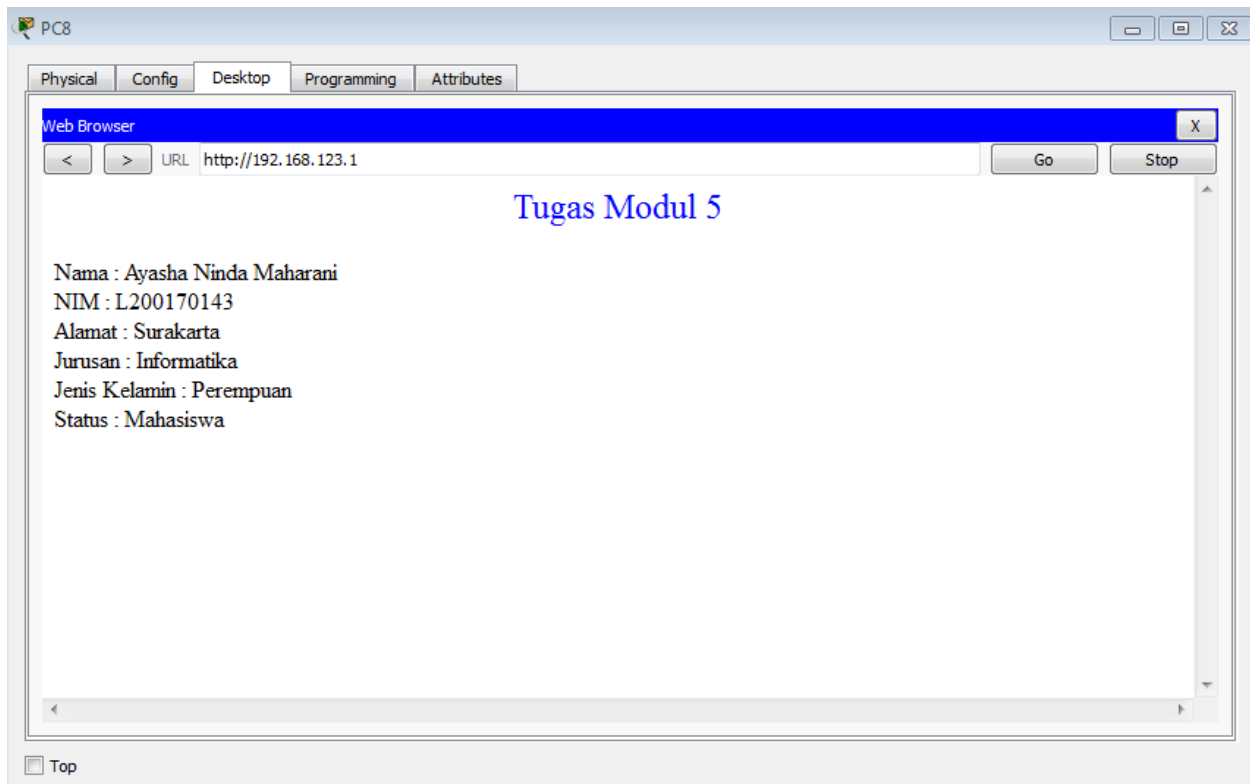 PC8
Physical Config Desktop Programming Attributes
Web Browser X
< > URL http://192.168.123.1 Go Stop
Tugas Modul 5
Nama : Ayasha Ninda Maharani
NIM : L200170143
Alamat : Surakarta
Jurusan : Informatika
Jenis Kelamin : Perempuan
Status : Mahasiswa
Top